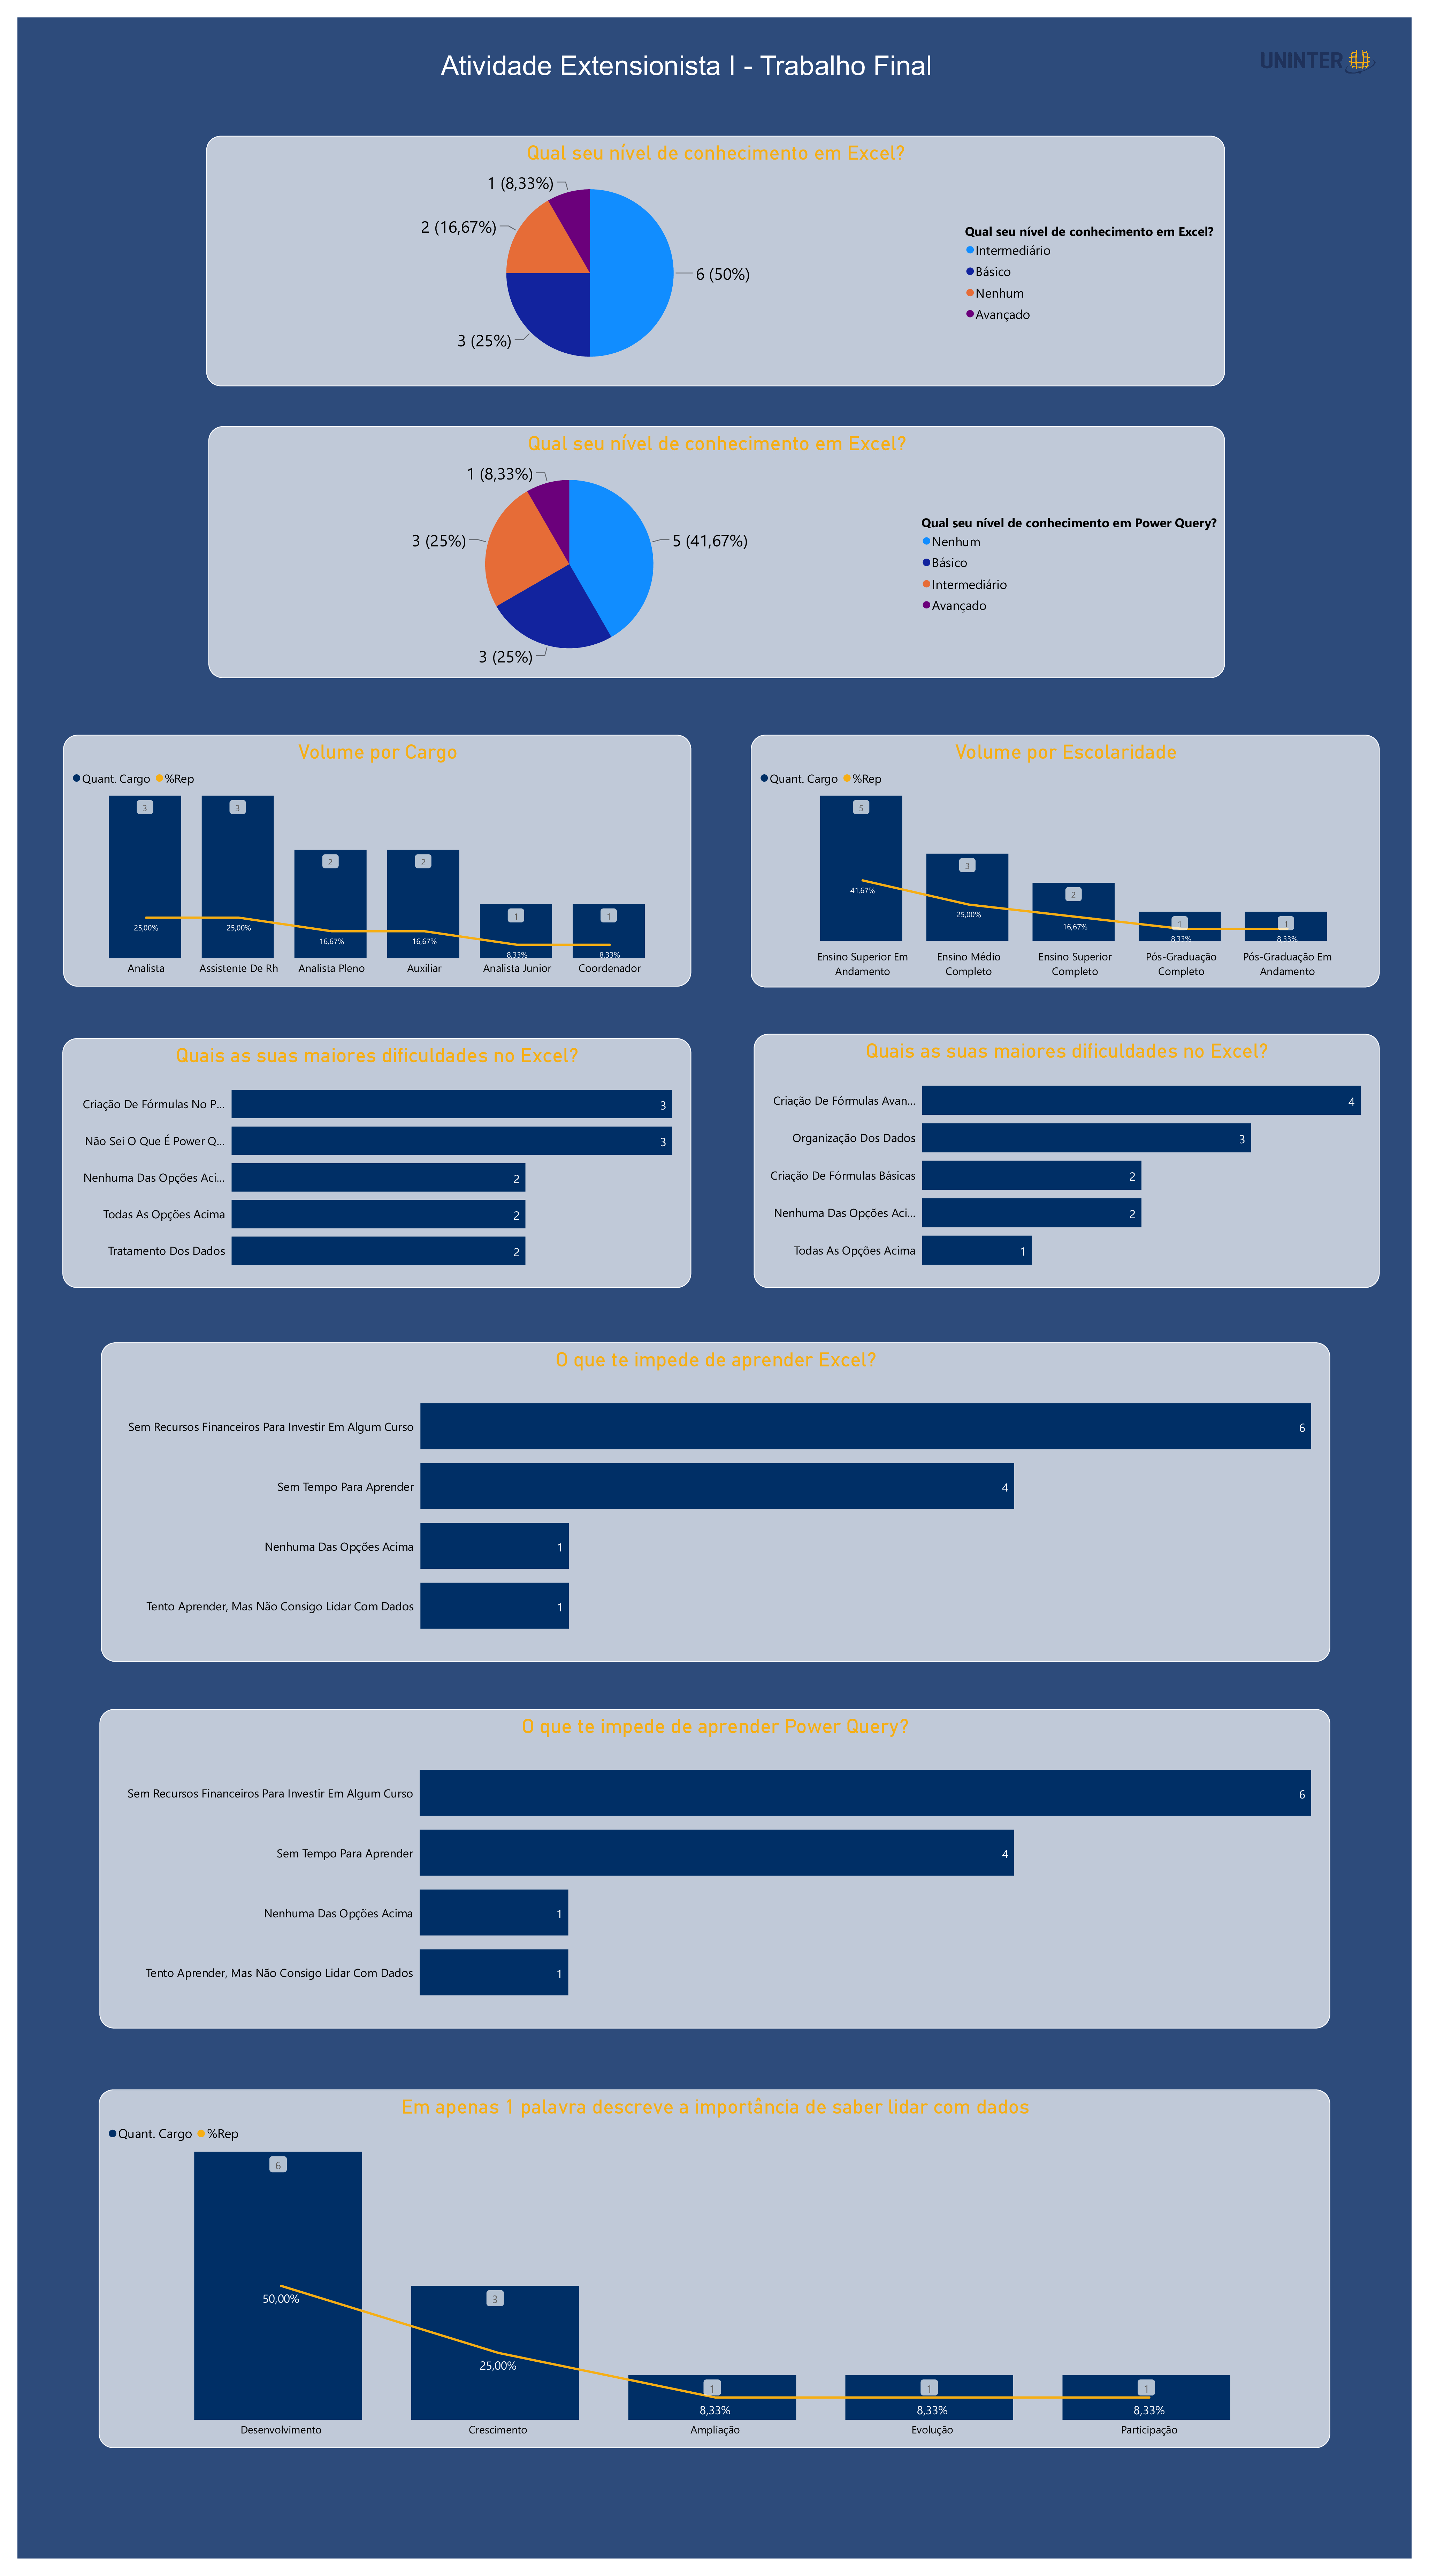 Atividade Extensionista I - Trabalho Final
UNINTER
Qual seu nível de conhecimento em Excel?
1 (8,33%)
2 (16,67%)
6 (50%)
3 (25%)
Qual seu nível de conhecimento em Excel?
Intermediário
Básico
Nenhum
Avançado
Qual seu nível de conhecimento em Excel?
1 (8,33%)
3 (25%)
5 (41,67%)
3 (25%)
Qual seu nível de conhecimento em Power Query?
Nenhum
Básico
Intermediário
Avançado
Volume por Cargo
Quant. Cargo %Rep
3 3 2 2 1 1
25,00% 25,00% 16,67% 16,67% 8,33% 8,33%
Analista Assistente De Rh Analista Pleno Auxiliar Analista Junior Coordenador
Volume por Escolaridade
Quant. Cargo %Rep
5 3 2 1 1
41,67% 25,00% 16,67% 8,33% 8,33%
Ensino Superior Em Ensino Médio Ensino Superior Pós-Graduação Pós-Graduação Em
Andamento Completo Completo Completo Andamento
Quais as suas maiores dificuldades no Excel?
Criação De Fórmulas No P... 3
Não Sei O Que É Power Q... 3
Nenhuma Das Opções Aci... 2
Todas As Opções Acima 2
Tratamento Dos Dados 2
Quais as suas maiores dificuldades no Excel?
Criação De Fórmulas Avan... 4
Organização Dos Dados 3
Criação De Fórmulas Básicas 2
Nenhuma Das Opções Aci... 2
Todas As Opções Acima 1
O que te impede de aprender Excel?
Sem Recursos Financeiros Para Investir Em Algum Curso 6
Sem Tempo Para Aprender 4
Nenhuma Das Opções Acima 1
Tento Aprender, Mas Não Consigo Lidar Com Dados 1
O que te impede de aprender Power Query?
Sem Recursos Financeiros Para Investir Em Algum Curso 6
Sem Tempo Para Aprender 4
Nenhuma Das Opções Acima 1
Tento Aprender, Mas Não Consigo Lidar Com Dados 1
Em apenas 1 palavra descreve a importância de saber lidar com dados
Quant. Cargo %Rep
6 3 1 1 1
50,00% 25,00% 8,33% 8,33% 8,33%
Desenvolvimento Crescimento Ampliação Evolução Participação